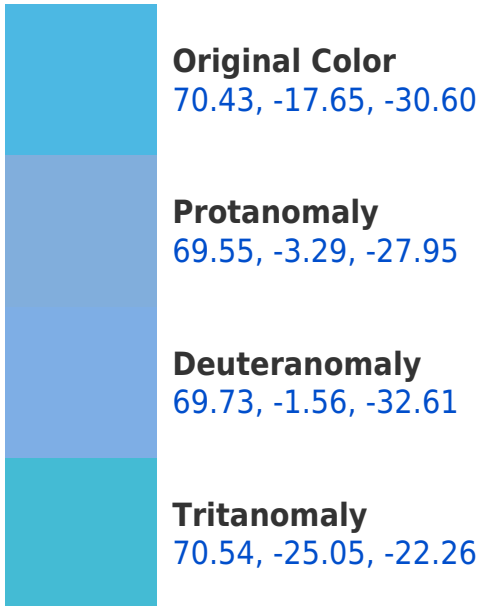 Original Color
70.43, -17.65, -30.60
Protanomaly
69.55, -3.29, -27.95
Deuteranomaly
69.73, -1.56, -32.61
Tritanomaly
70.54, -25.05, -22.26